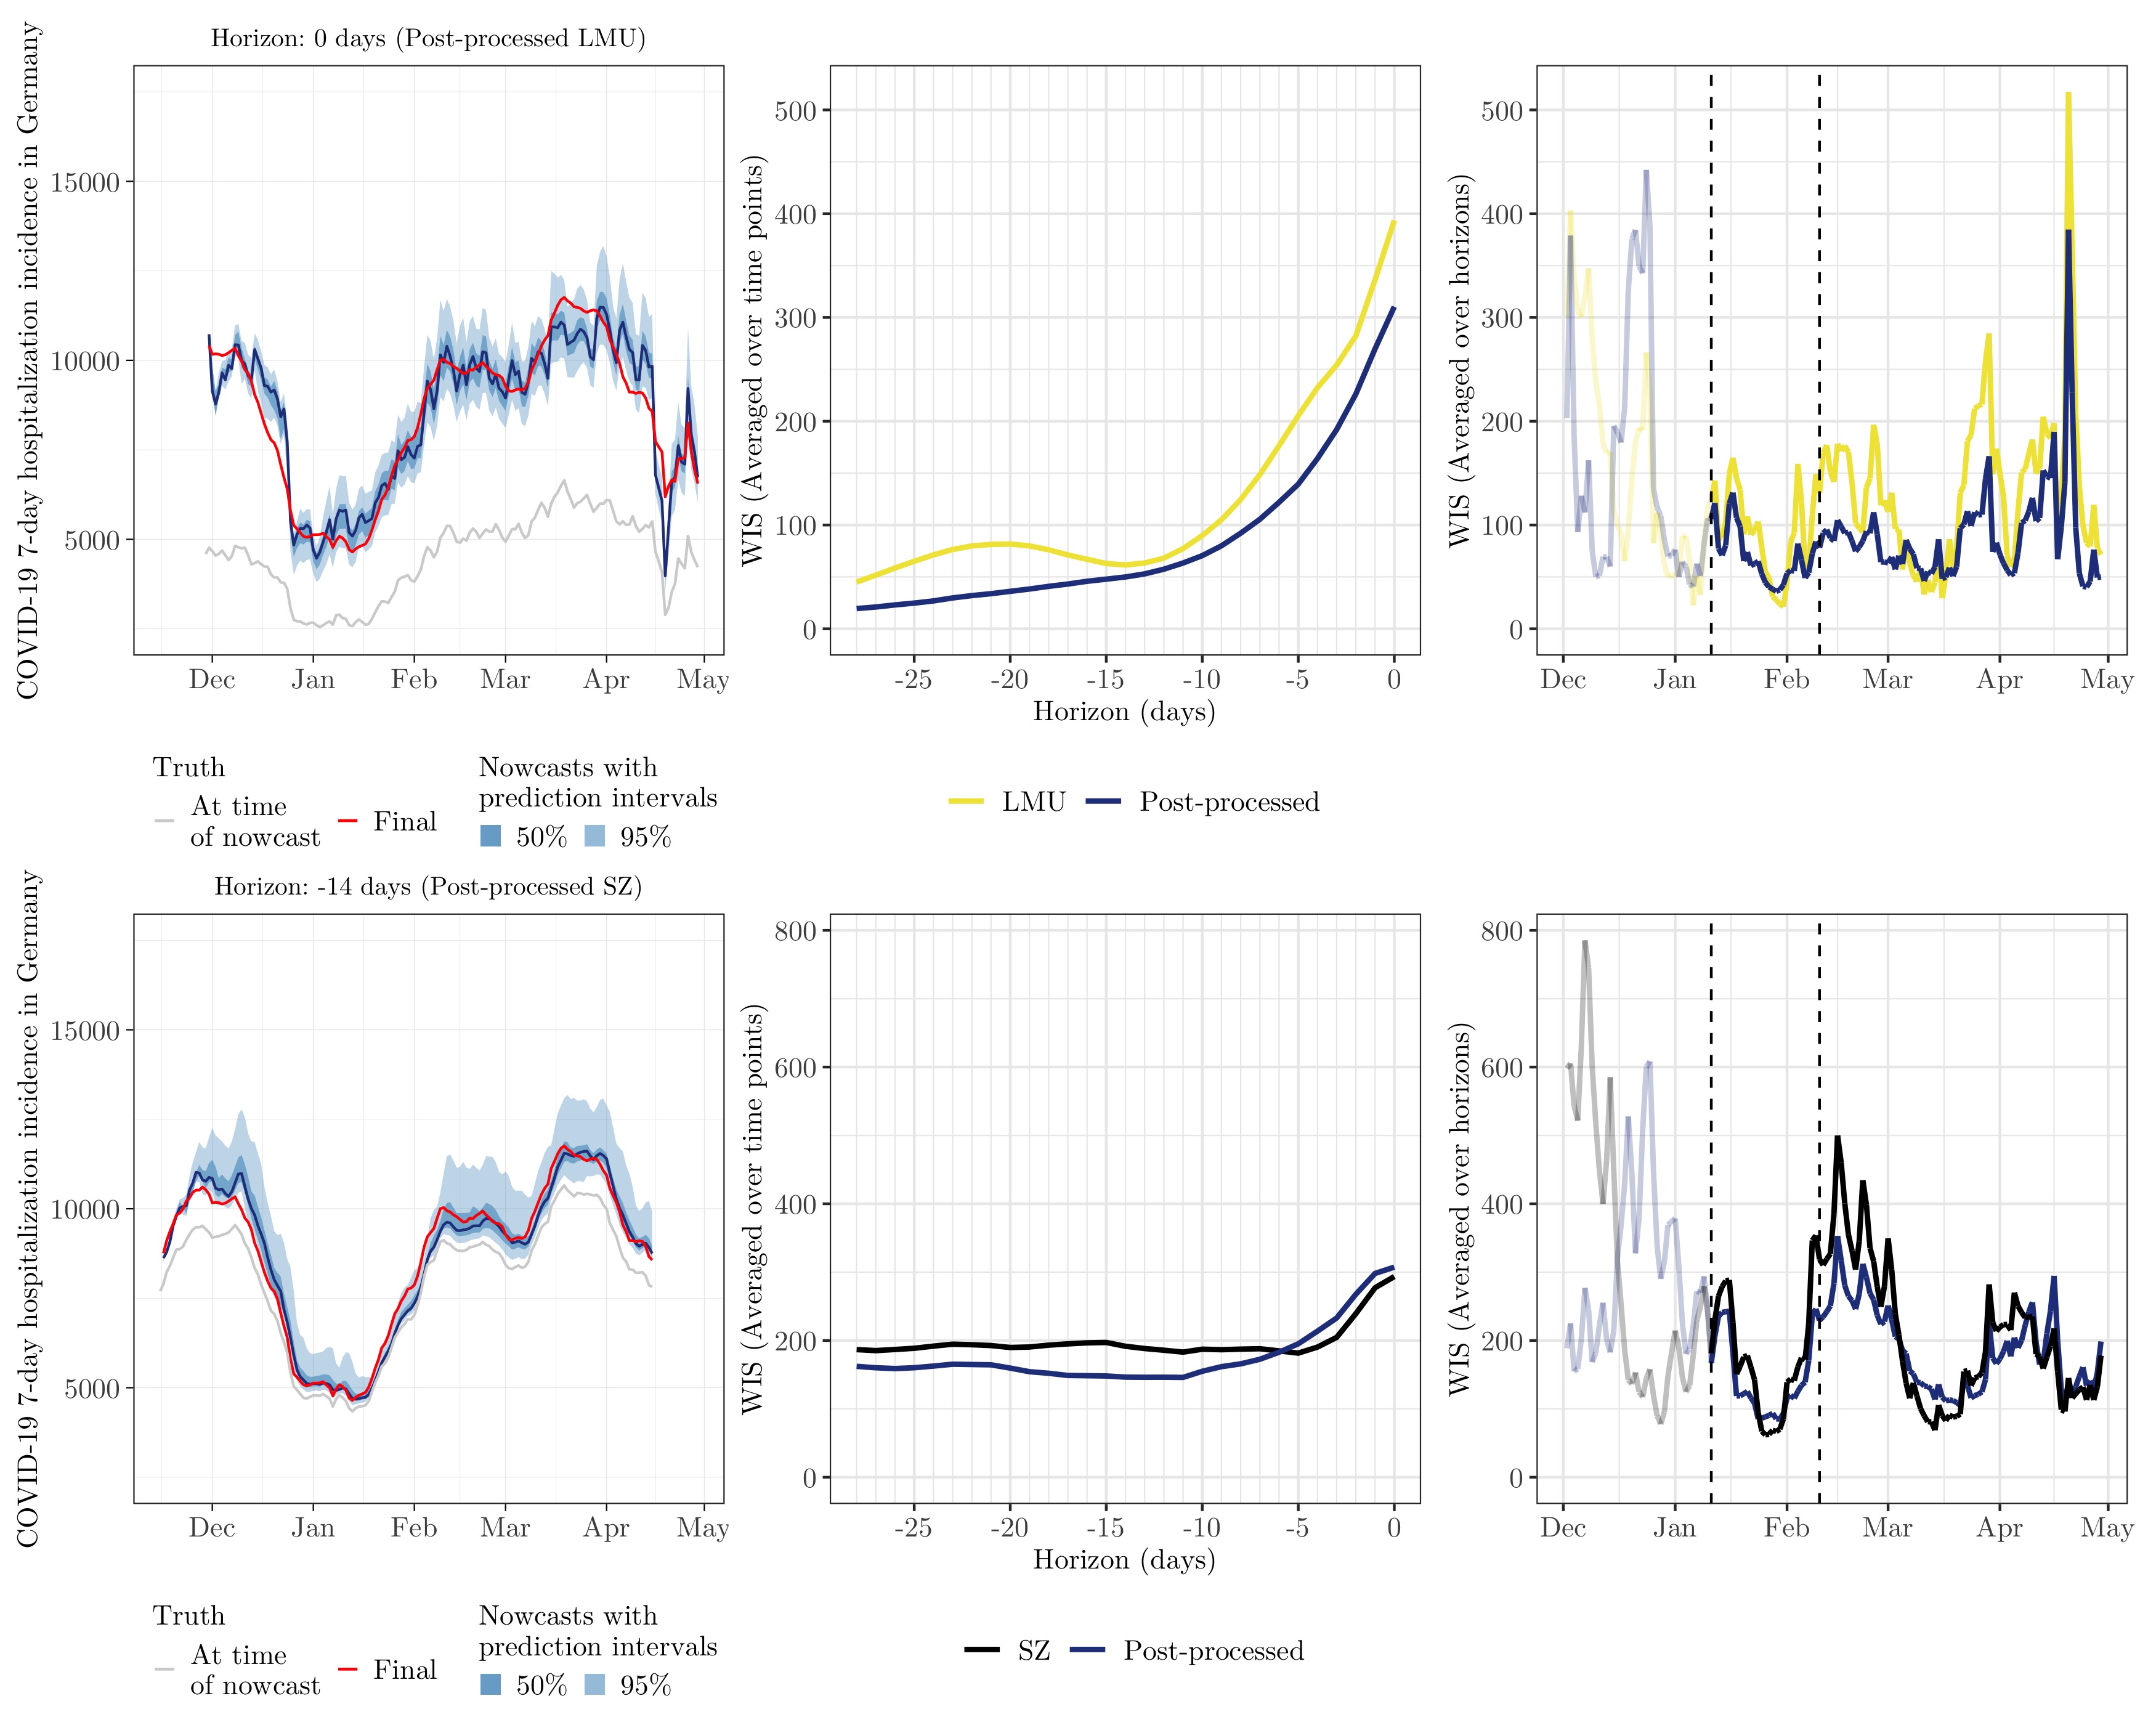 Horizon: 0 days (Post-processed LMU)
COVID-19 7-day hospitalization incidence in Germany
15000
10000
5000
Dec Jan Feb Mar Apr May
WIS (Averaged over time points)
500
400
300
200
100
0
-25 -20 -15 -10 -5 0
Horizon (days)
WIS (Averaged over horizons)
500
400
300
200
100
0
Dec Jan Feb Mar Apr May
Truth
At time
of nowcast
Final
Nowcasts with
prediction intervals
50% 95%
LMU Post-processed
Horizon: -14 days (Post-processed SZ)
COVID-19 7-day hospitalization incidence in Germany
15000
10000
5000
Dec Jan Feb Mar Apr May
WIS (Averaged over time points)
800
600
400
200
0
-25 -20 -15 -10 -5 0
Horizon (days)
WIS (Averaged over horizons)
800
600
400
200
0
Dec Jan Feb Mar Apr May
Truth
At time
of nowcast
Final
Nowcasts with
prediction intervals
50% 95%
SZ Post-processed